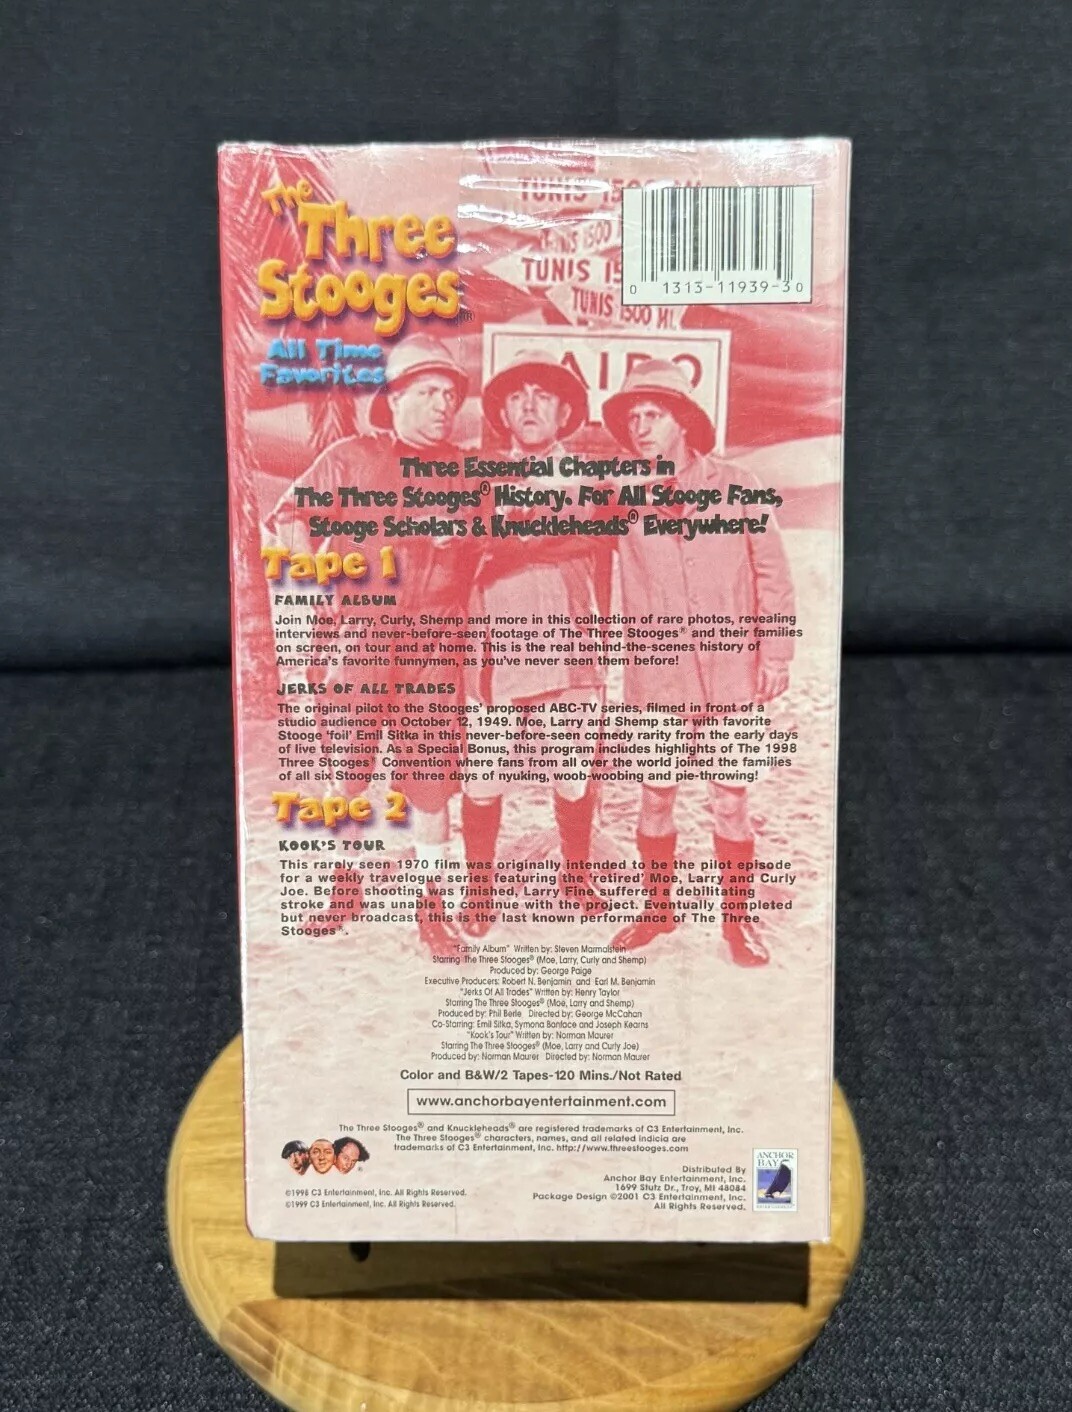 The
Three
Stooges
All Time
Favorites
TUNIS 1500 MI.
TUNIS
TUNIS 1500 MI.
CAIRO
0 1313-11939-3 0
Three Essential Chapters in
The Three Stooges® History. For All Stooge Fans,
Stooge Scholars & Knuckleheads® Everywhere!
Tape 1
FAMILY ALBUM
Join Moe, Larry, Curly, Shemp and more in this collection of rare photos, revealing
interviews and never-before-seen footage of The Three Stooges® and their families
on screen, on tour and at home. This is the real behind-the-scenes history of
America's favorite funnymen, as you've never seen them before!
JERKS OF ALL TRADES
The original pilot to the Stooges' proposed ABC-TV series, filmed in front of a
studio audience on October 12, 1949. Moe, Larry and Shemp star with favorite
Stooge 'foil' Emil Sitka in this never-before-seen comedy rarity from the early days
of live television. As a Special Bonus, this program includes highlights of The 1998
Three Stooges® Convention where fans from all over the world joined the families
of all six Stooges for three days of nyuking, woob-woobing and pie-throwing!
Tape 2
KOOK'S TOUR
This rarely seen 1970 film was originally intended to be the pilot episode
for a weekly travelogue series featuring the 'retired' Moe, Larry and Curly
Joe. Before shooting was finished, Larry Fine suffered a debilitating
stroke and was unable to continue with the project. Eventually completed
but never broadcast, this is the last known performance of The Three
Stooges®.
"Family Album" Written by: Steven Marmalstein
Starring The Three Stooges® (Moe, Larry, Curly and Shemp)
Produced by: George Paige
Executive Producers: Robert N. Benjamin and Earl M. Benjamin
"Jerks Of All Trades" Written by: Henry Taylor
Starring The Three Stooges® (Moe, Larry and Shemp)
Produced by: Phil Berle Directed by: George McCahan
Co-Starring: Emil Sitka, Symona Boniface and Joseph Kearns
"Kook's Tour" Written by: Norman Maurer
Starring The Three Stooges® (Moe, Larry and Curly Joe)
Produced by: Norman Maurer Directed by: Norman Maurer
Color and B&W/2 Tapes-120 Mins./Not Rated
www.anchorbayentertainment.com
The Three Stooges® and Knuckleheads® are registered trademarks of C3 Entertainment, Inc.
The Three Stooges® characters, names, and all related indicia are
trademarks of C3 Entertainment, Inc. http://www.threestooges.com
©1998 C3 Entertainment, Inc. All Rights Reserved.
©1999 C3 Entertainment, Inc. All Rights Reserved.
Distributed By
Anchor Bay Entertainment, Inc.
1699 Stutz Dr., Troy, MI 48084
Package Design ©2001 C3 Entertainment, Inc.
All Rights Reserved.
ANCHOR
BAY
ENTERTAINMENT